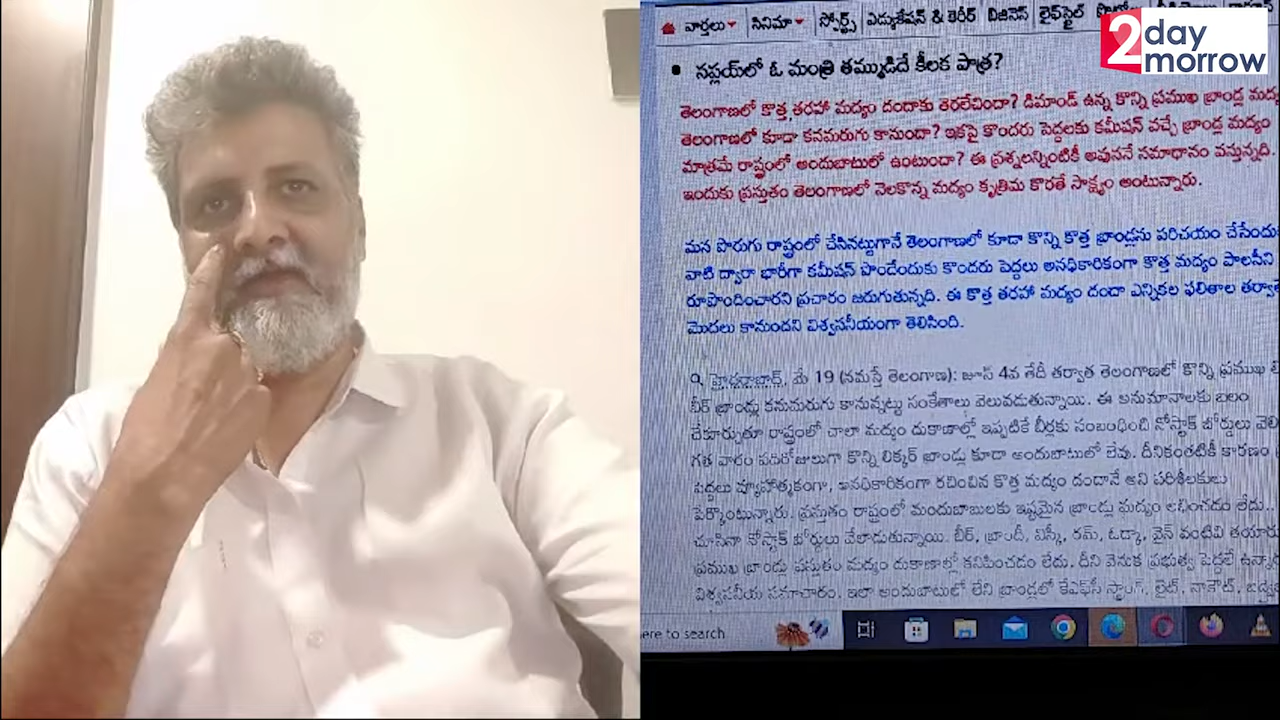 వార్తలు సినిమా స్పోర్ట్స్ ఎడ్యుకేషన్ & కెరీర్ బిజినెస్ లైఫ్‌స్టైల్
2day
2morrow
• సప్లయ్‌లో ఓ మంత్రి తమ్ముడిదే కీలక పాత్ర?
తెలంగాణలో కొత్త తరహా మద్యం దందాకు తెరలేచిందా? డిమాండ్ ఉన్న కొన్ని ప్రముఖ బ్రాండ్ల
తెలంగాణలో కూడా కనుమరుగు కానుందా? ఇకపై కొందరు పెద్దలకు కమీషన్ వచ్చే బ్రాండ్ల మద్యం
మాత్రమే రాష్ట్రంలో అందుబాటులో ఉంటుందా? ఈ ప్రశ్నలన్నింటికీ అవుననే సమాధానం వస్తున్నది.
ఇందుకు ప్రస్తుతం తెలంగాణలో నెలకొన్న మద్యం కృత్రిమ కొరతే సాక్ష్యం అంటున్నారు.
మన పొరుగు రాష్ట్రంలో చేసినట్టుగానే తెలంగాణలో కూడా కొన్ని కొత్త బ్రాండ్లను పరిచయం
వాటి ద్వారా భారీగా కమీషన్ పొందేందుకు కొందరు పెద్దలు అనధికారికంగా కొత్త మద్యం పాలసీని
రూపొందించారని ప్రచారం జరుగుతున్నది. ఈ కొత్త తరహా మద్యం దందా ఎన్నికల ఫలితాల
మొదలు కానుందని విశ్వసనీయంగా తెలిసింది.
హైదరాబాద్, మే 19 (నమస్తే తెలంగాణ): జూన్ 4వ తేదీ తర్వాత తెలంగాణలో కొన్ని ప్రముఖ
బీర్ బ్రాండ్లు కనుమరుగు కానున్నట్టు సంకేతాలు వెలువడుతున్నాయి. ఈ అనుమానాలకు బలం
చేకూర్చుతూ రాష్ట్రంలో చాలా మద్యం దుకాణాల్లో ఇప్పటికే బీర్లకు సంబంధించి నోస్టాక్ బోర్డులు
గత వారం పదిరోజులుగా కొన్ని లిక్కర్ బ్రాండ్లు కూడా అందుబాటులో లేవు. దీనికంతటికీ కారణం
పెద్దలు వ్యూహాత్మకంగా, అనధికారికంగా రచించిన కొత్త మద్యం దందానే అని పరిశీలకులు
పేర్కొంటున్నారు. ప్రస్తుతం రాష్ట్రంలో మందుబాబులకు ఇష్టమైన బ్రాండ్లు మద్యం లభించడం లేదు..
చూసినా నోస్టాక్ బోర్డులు వేలాడుతున్నాయి. బీర్, బ్రాందీ, విస్కీ, రమ్, ఓడ్కా, వైన్ వంటివి
ప్రముఖ బ్రాండ్లు ప్రస్తుతం మద్యం దుకాణాల్లో కనిపించడం లేదు. దీని వెనుక ప్రభుత్వ పెద్దలే
విశ్వసనీయ సమాచారం. ఇలా అందుబాటులో లేని బ్రాండ్లలో కేఎఫ్‌సీ స్ట్రాంగ్, లైట్, నాకౌట్,
ere to search